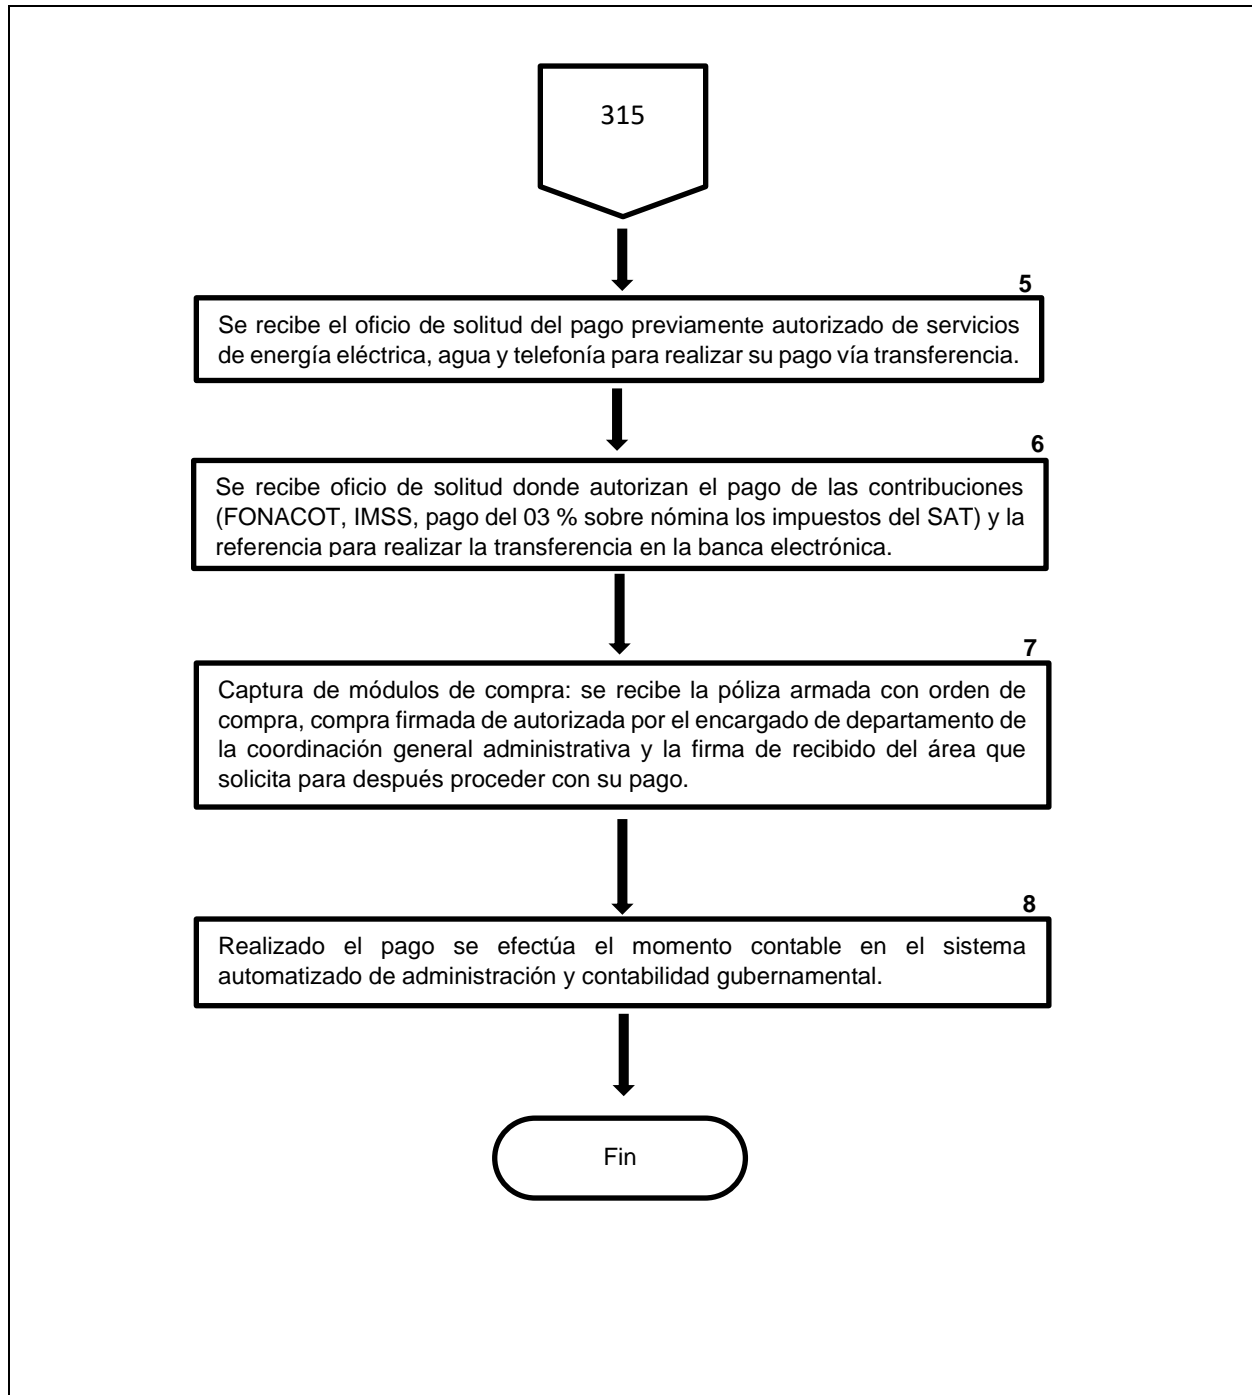 315
5
Se recibe el oficio de solitud del pago previamente autorizado de servicios
de energía eléctrica, agua y telefonía para realizar su pago vía transferencia.
6
Se recibe oficio de solitud donde autorizan el pago de las contribuciones
(FONACOT, IMSS, pago del 03 % sobre nómina los impuestos del SAT) y la
referencia para realizar la transferencia en la banca electrónica.
7
Captura de módulos de compra: se recibe la póliza armada con orden de
compra, compra firmada de autorizada por el encargado de departamento de
la coordinación general administrativa y la firma de recibido del área que
solicita para después proceder con su pago.
8
Realizado el pago se efectúa el momento contable en el sistema
automatizado de administración y contabilidad gubernamental.
Fin